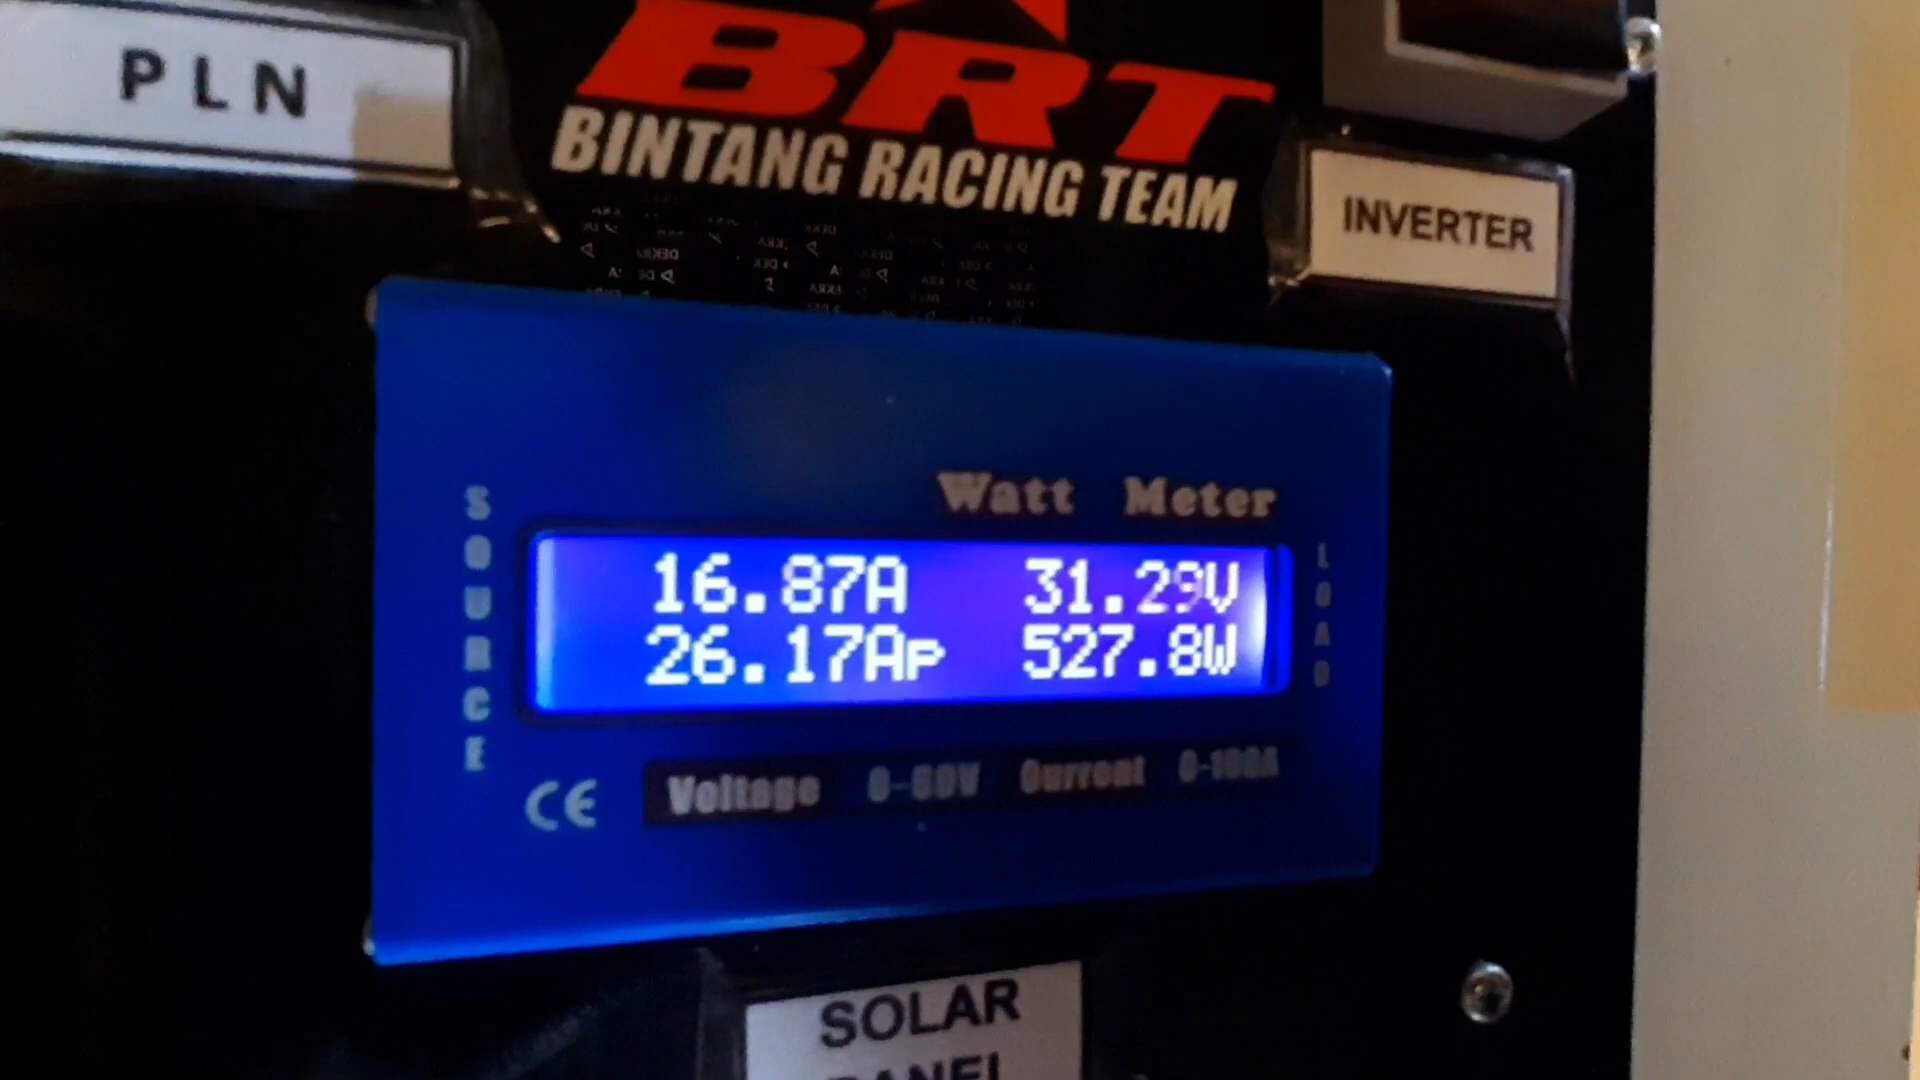 PLN
BRT
BINTANG RACING TEAM
INVERTER
Watt Meter
SOURCE
16.87A 31.29V
26.17Ap 527.8W
LOAD
CE
Voltage 0-60V Current 0-100A
SOLAR
PANEL